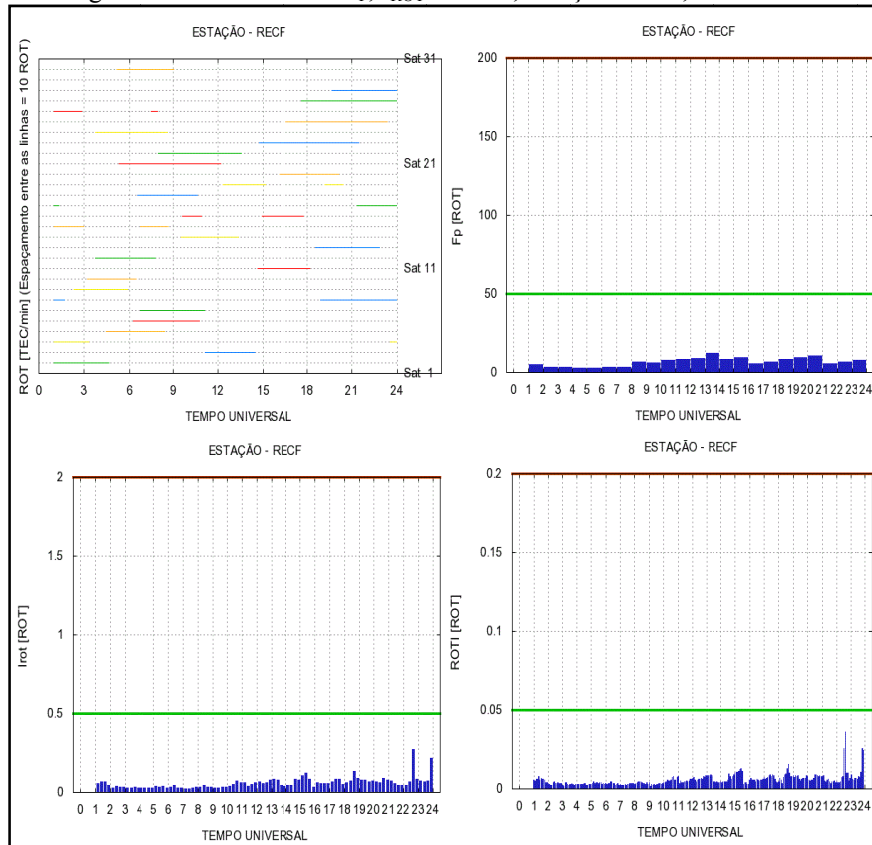 ESTAÇÃO - RECF
ROT [TEC/min] (Espaçamento entre as linhas = 10 ROT)
Sat 31
Sat 21
Sat 11
Sat 1
0 3 6 9 12 15 18 21 24
TEMPO UNIVERSAL
ESTAÇÃO - RECF
Fp [ROT]
200
150
100
50
0
0 1 2 3 4 5 6 7 8 9 10 11 12 13 14 15 16 17 18 19 20 21 22 23 24
TEMPO UNIVERSAL
ESTAÇÃO - RECF
Irot [ROT]
2
1.5
1
0.5
0
0 1 2 3 4 5 6 7 8 9 10 11 12 13 14 15 16 17 18 19 20 21 22 23 24
TEMPO UNIVERSAL
ESTAÇÃO - RECF
ROTI [ROT]
0.2
0.15
0.1
0.05
0
0 1 2 3 4 5 6 7 8 9 10 11 12 13 14 15 16 17 18 19 20 21 22 23 24
TEMPO UNIVERSAL